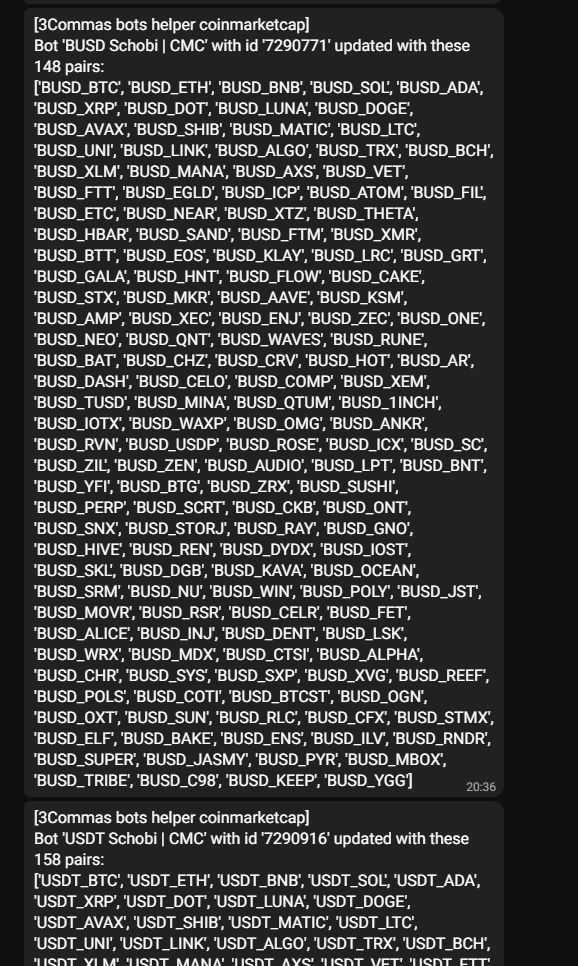 [3Commas bots helper coinmarketcap]
Bot 'BUSD Schobi | CMC' with id '7290771' updated with these
148 pairs:
['BUSD_BTC', 'BUSD_ETH', 'BUSD_BNB', 'BUSD_SOL', 'BUSD_ADA',
'BUSD_XRP', 'BUSD_DOT', 'BUSD_LUNA', 'BUSD_DOGE',
'BUSD_AVAX', 'BUSD_SHIB', 'BUSD_MATIC', 'BUSD_LTC',
'BUSD_UNI', 'BUSD_LINK', 'BUSD_ALGO', 'BUSD_TRX', 'BUSD_BCH',
'BUSD_XLM', 'BUSD_MANA', 'BUSD_AXS', 'BUSD_VET',
'BUSD_FTT', 'BUSD_EGLD', 'BUSD_ICP', 'BUSD_ATOM', 'BUSD_FIL',
'BUSD_ETC', 'BUSD_NEAR', 'BUSD_XTZ', 'BUSD_THETA',
'BUSD_HBAR', 'BUSD_SAND', 'BUSD_FTM', 'BUSD_XMR',
'BUSD_BTT', 'BUSD_EOS', 'BUSD_KLAY', 'BUSD_LRC', 'BUSD_GRT',
'BUSD_GALA', 'BUSD_HNT', 'BUSD_FLOW', 'BUSD_CAKE',
'BUSD_STX', 'BUSD_MKR', 'BUSD_AAVE', 'BUSD_KSM',
'BUSD_AMP', 'BUSD_XEC', 'BUSD_ENJ', 'BUSD_ZEC', 'BUSD_ONE',
'BUSD_NEO', 'BUSD_QNT', 'BUSD_WAVES', 'BUSD_RUNE',
'BUSD_BAT', 'BUSD_CHZ', 'BUSD_CRV', 'BUSD_HOT', 'BUSD_AR',
'BUSD_DASH', 'BUSD_CELO', 'BUSD_COMP', 'BUSD_XEM',
'BUSD_TUSD', 'BUSD_MINA', 'BUSD_QTUM', 'BUSD_1INCH',
'BUSD_IOTX', 'BUSD_WAXP', 'BUSD_OMG', 'BUSD_ANKR',
'BUSD_RVN', 'BUSD_USDP', 'BUSD_ROSE', 'BUSD_ICX', 'BUSD_SC',
'BUSD_ZIL', 'BUSD_ZEN', 'BUSD_AUDIO', 'BUSD_LPT', 'BUSD_BNT',
'BUSD_YFI', 'BUSD_BTG', 'BUSD_ZRX', 'BUSD_SUSHI',
'BUSD_PERP', 'BUSD_SCRT', 'BUSD_CKB', 'BUSD_ONT',
'BUSD_SNX', 'BUSD_STORJ', 'BUSD_RAY', 'BUSD_GNO',
'BUSD_HIVE', 'BUSD_REN', 'BUSD_DYDX', 'BUSD_IOST',
'BUSD_SKL', 'BUSD_DGB', 'BUSD_KAVA', 'BUSD_OCEAN',
'BUSD_SRM', 'BUSD_NU', 'BUSD_WIN', 'BUSD_POLY', 'BUSD_JST',
'BUSD_MOVR', 'BUSD_RSR', 'BUSD_CELR', 'BUSD_FET',
'BUSD_ALICE', 'BUSD_INJ', 'BUSD_DENT', 'BUSD_LSK',
'BUSD_WRX', 'BUSD_MDX', 'BUSD_CTSI', 'BUSD_ALPHA',
'BUSD_CHR', 'BUSD_SYS', 'BUSD_SXP', 'BUSD_XVG', 'BUSD_REEF',
'BUSD_POLS', 'BUSD_COTI', 'BUSD_BTCST', 'BUSD_OGN',
'BUSD_OXT', 'BUSD_SUN', 'BUSD_RLC', 'BUSD_CFX', 'BUSD_STMX',
'BUSD_ELF', 'BUSD_BAKE', 'BUSD_ENS', 'BUSD_ILV', 'BUSD_RNDR',
'BUSD_SUPER', 'BUSD_JASMY', 'BUSD_PYR', 'BUSD_MBOX',
'BUSD_TRIBE', 'BUSD_C98', 'BUSD_KEEP', 'BUSD_YGG']
20:36
[3Commas bots helper coinmarketcap]
Bot 'USDT Schobi | CMC' with id '7290916' updated with these
158 pairs:
['USDT_BTC', 'USDT_ETH', 'USDT_BNB', 'USDT_SOL', 'USDT_ADA',
'USDT_XRP', 'USDT_DOT', 'USDT_LUNA', 'USDT_DOGE',
'USDT_AVAX', 'USDT_SHIB', 'USDT_MATIC', 'USDT_LTC',
'USDT_UNI', 'USDT_LINK', 'USDT_ALGO', 'USDT_TRX', 'USDT_BCH',
'USDT_XLM', 'USDT_MANA', 'USDT_AXS', 'USDT_VET', 'USDT_FTT'